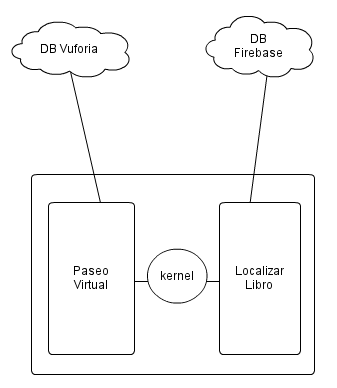 DB Vuforia
DB
Firebase
Paseo
Virtual
kernel
Localizar
Libro